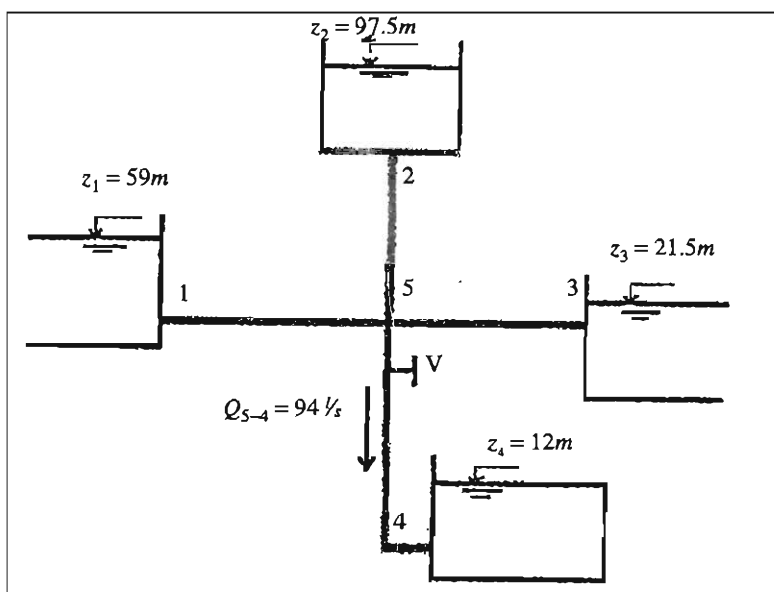 z₂ = 97.5m
2
z₁ = 59m
z₃ = 21.5m
1
5
3
V
Q₅₋₄ = 94 l/s
z₄ = 12m
4